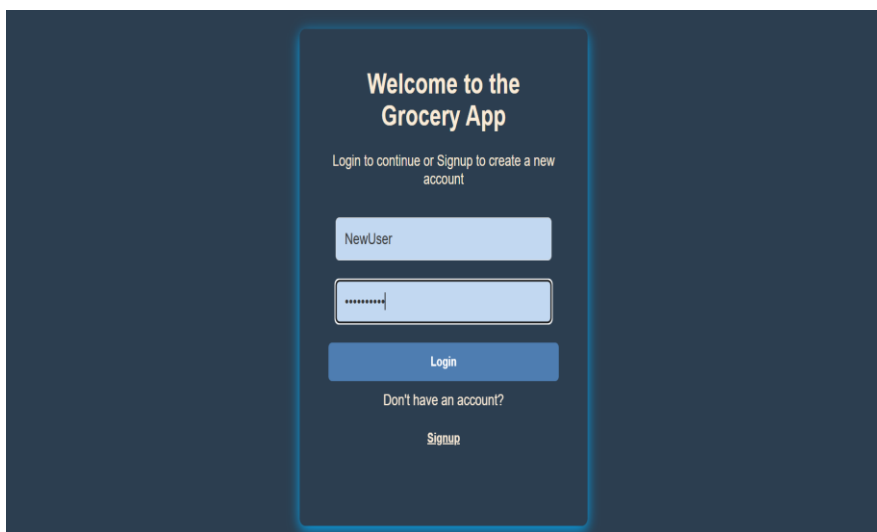 Welcome to the
Grocery App
Login to continue or Signup to create a new
account
NewUser
••••••••••
Login
Don't have an account?
Signup